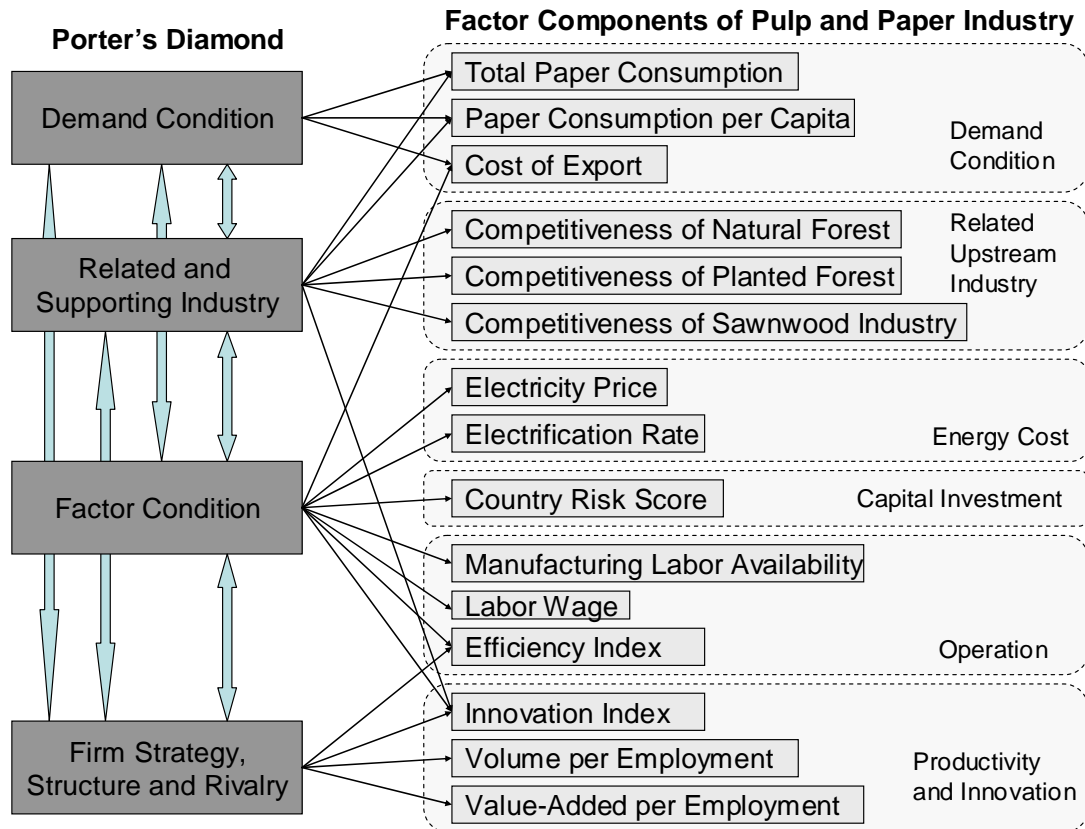 Factor Components of Pulp and Paper Industry
Porter's Diamond
Demand Condition
Related and
Supporting Industry
Factor Condition
Firm Strategy,
Structure and Rivalry
Total Paper Consumption
Paper Consumption per Capita
Cost of Export
Demand
Condition
Competitiveness of Natural Forest
Competitiveness of Planted Forest
Competitiveness of Sawnwood Industry
Related
Upstream
Industry
Electricity Price
Electrification Rate
Energy Cost
Country Risk Score
Capital Investment
Manufacturing Labor Availability
Labor Wage
Efficiency Index
Operation
Innovation Index
Volume per Employment
Value-Added per Employment
Productivity
and Innovation